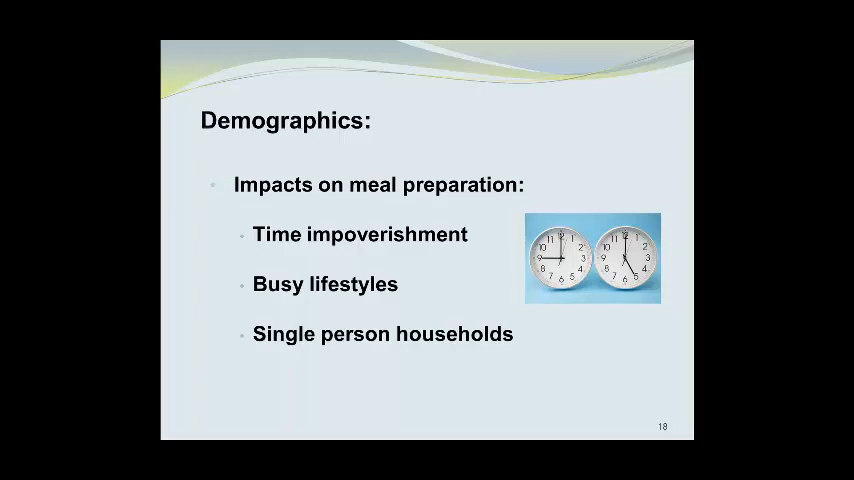 Demographics:
• Impacts on meal preparation:
• Time impoverishment
• Busy lifestyles
• Single person households
18